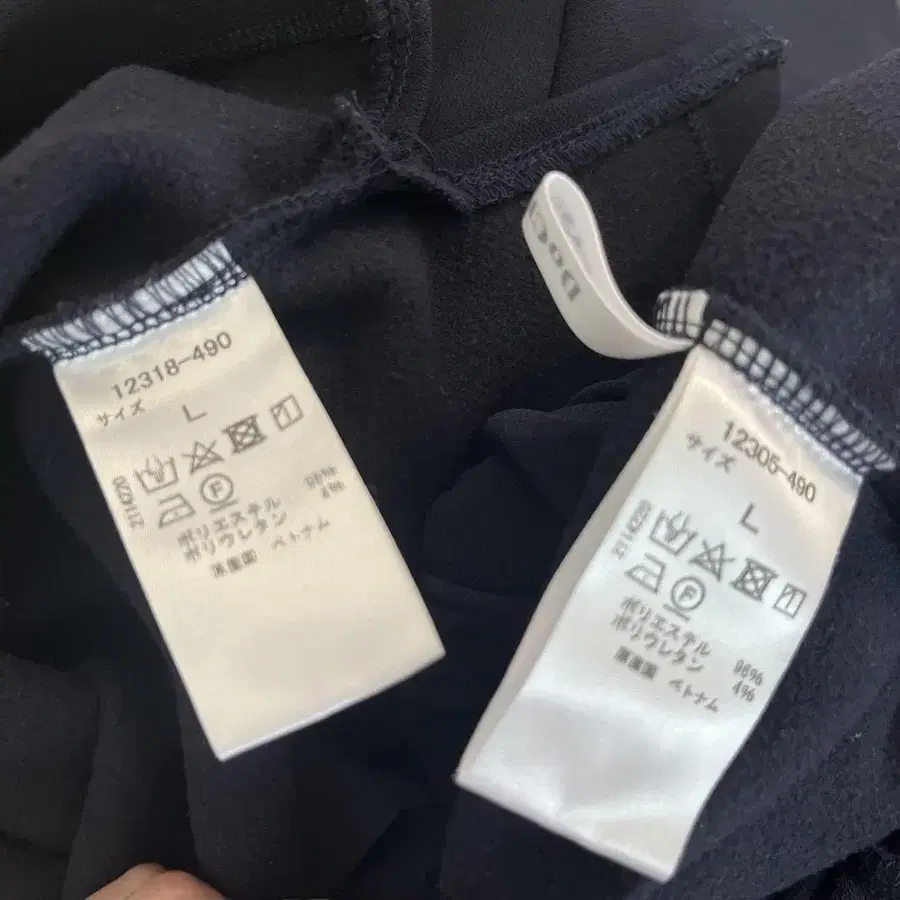 12318-490
サイズ
L
F
ポリエステル 96%
ポリウレタン 4%
原産国 ベトナム
Doc
12305-490
サイズ
L
F
ポリエステル 96%
ポリウレタン 4%
原産国 ベトナム